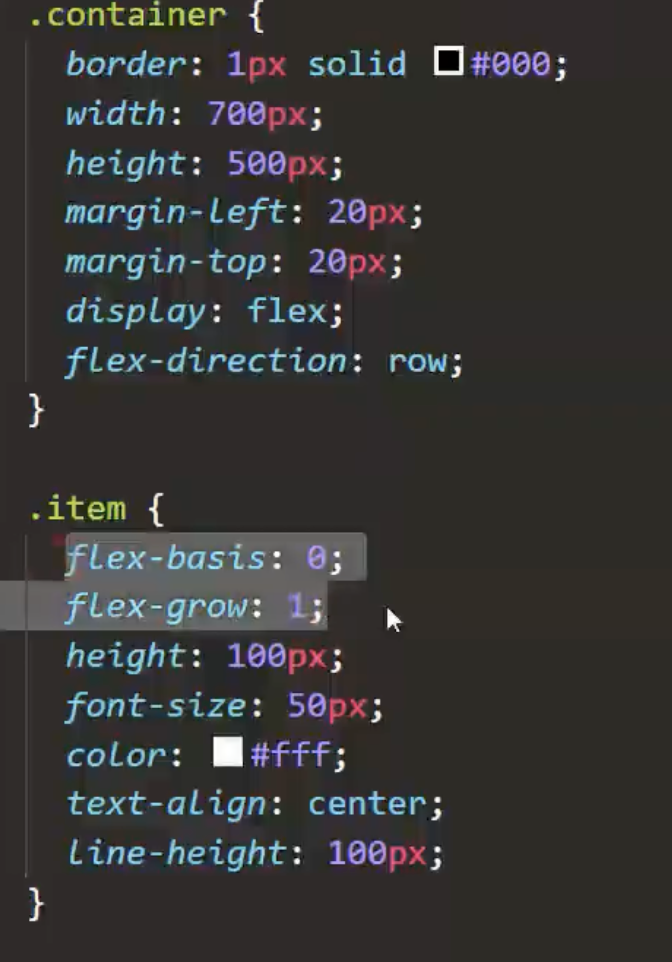 .container {
border: 1px solid #000;
width: 700px;
height: 500px;
margin-left: 20px;
margin-top: 20px;
display: flex;
flex-direction: row;
}
.item {
flex-basis: 0;
flex-grow: 1;
height: 100px;
font-size: 50px;
color: #fff;
text-align: center;
line-height: 100px;
}